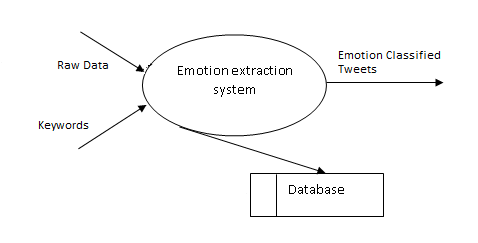 Raw Data
Keywords
Emotion extraction
system
Emotion Classified
Tweets
Database